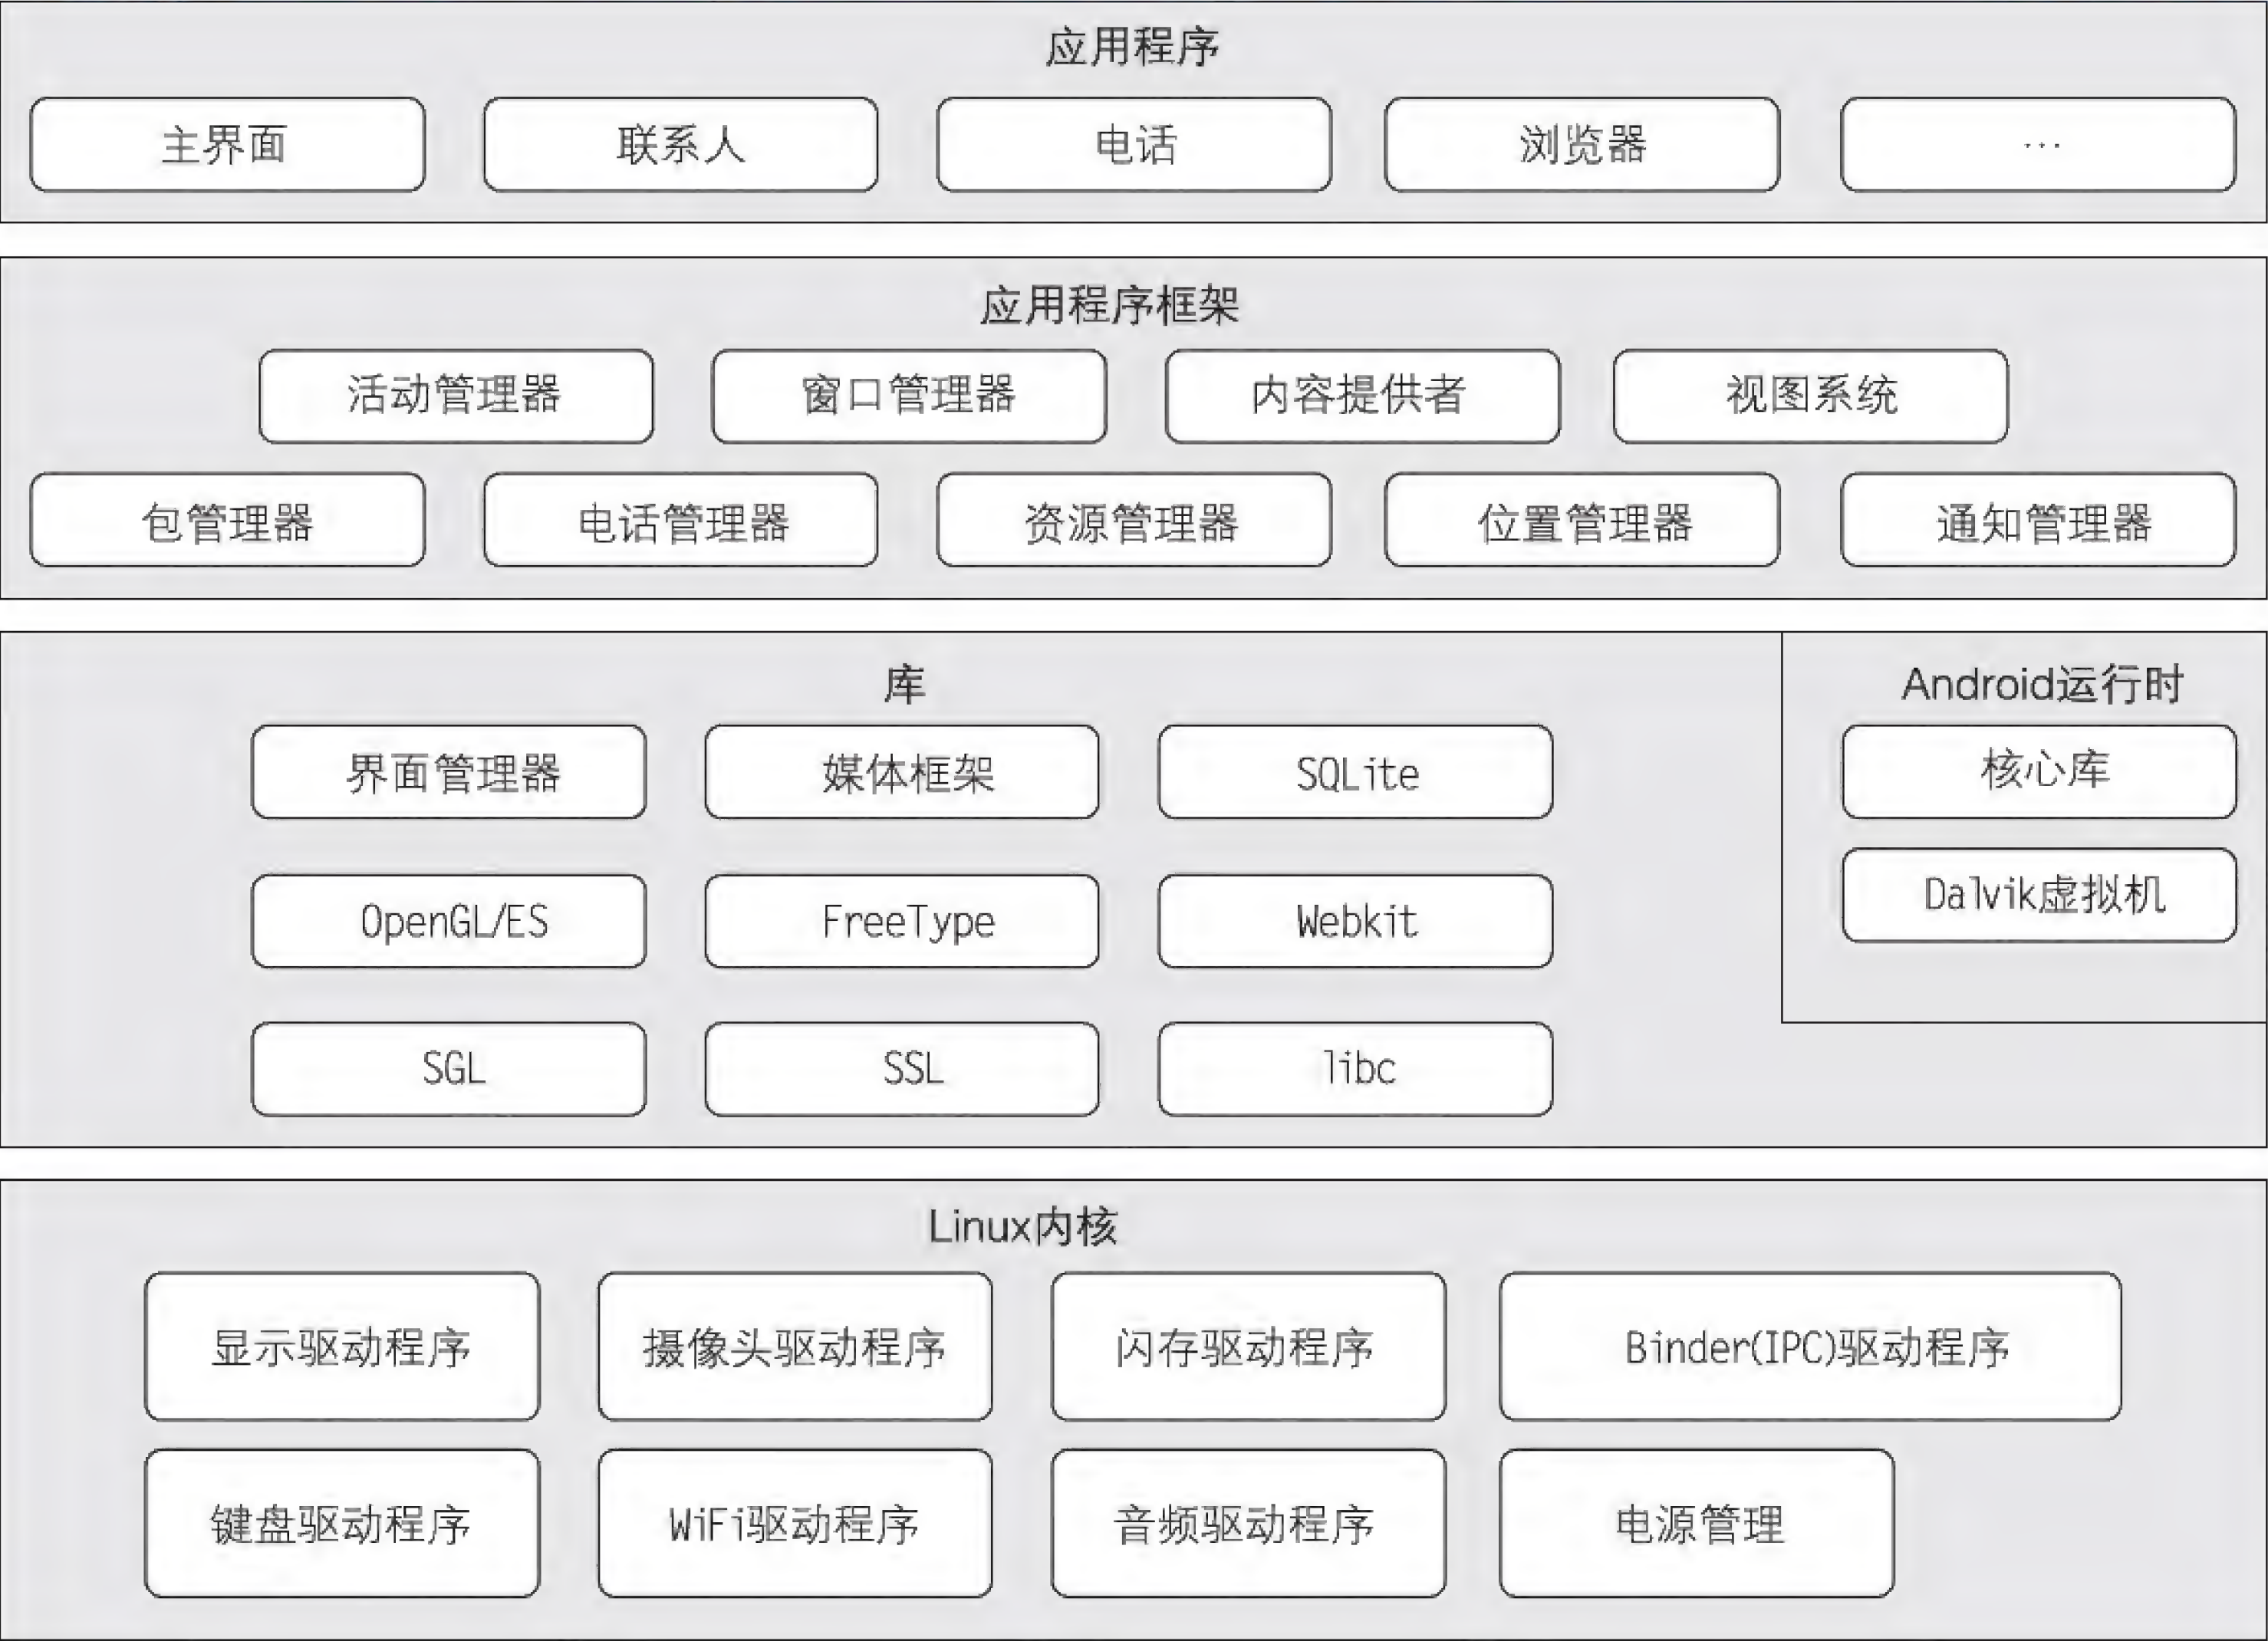 应用程序
主界面 联系人 电话 浏览器 …
应用程序框架
活动管理器 窗口管理器 内容提供者 视图系统
包管理器 电话管理器 资源管理器 位置管理器 通知管理器
库
界面管理器 媒体框架 SQLite
OpenGL/ES FreeType Webkit
SGL SSL libc
Android运行时
核心库
Dalvik虚拟机
Linux内核
显示驱动程序 摄像头驱动程序 闪存驱动程序 Binder(IPC)驱动程序
键盘驱动程序 WiFi驱动程序 音频驱动程序 电源管理